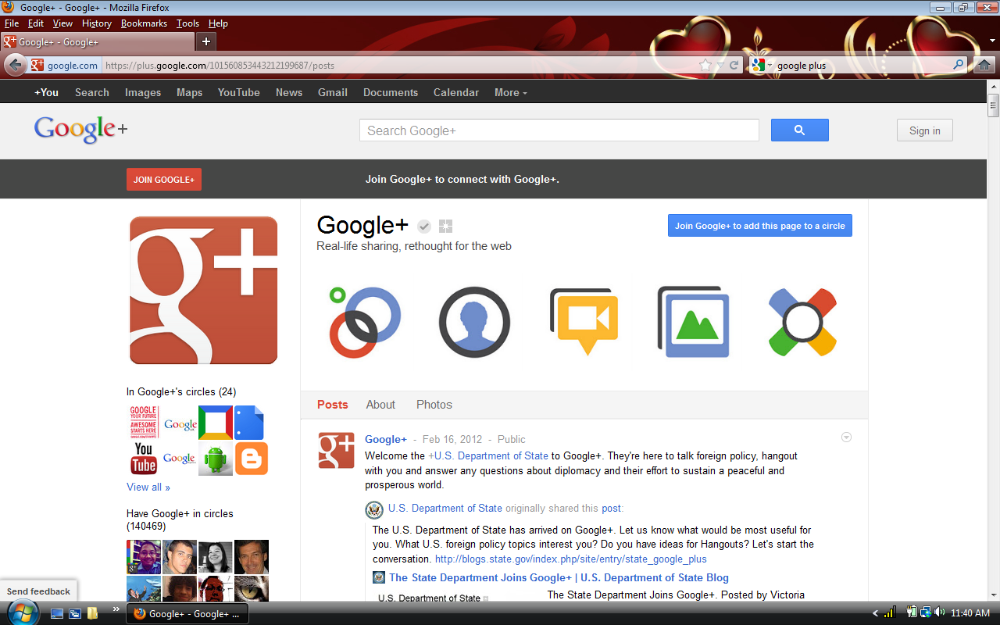 Google+ - Google+ - Mozilla Firefox
File Edit View History Bookmarks Tools Help
Google+ - Google+
google.com https://plus.google.com/101560853443212199687/posts google plus
+You Search Images Maps YouTube News Gmail Documents Calendar More
Google+ Search Google+ Sign in
JOIN GOOGLE+ Join Google+ to connect with Google+.
g+
Google+
Join Google+ to add this page to a circle
Real-life sharing, rethought for the web
In Google+'s circles (24)
GOOGLE
YOUR FUTURE
AWESOME
STARTS HERE
Google
You
Tube
Google
View all »
Have Google+ in circles
(140469)
Posts About Photos
g+
Google+ - Feb 16, 2012 - Public
Welcome the +U.S. Department of State to Google+. They're here to talk foreign policy, hangout
with you and answer any questions about diplomacy and their effort to sustain a peaceful and
prosperous world.
U.S. Department of State originally shared this post:
The U.S. Department of State has arrived on Google+. Let us know what would be most useful for
you. What U.S. foreign policy topics interest you? Do you have ideas for Hangouts? Let's start the
conversation. http://blogs.state.gov/index.php/site/entry/state_google_plus
The State Department Joins Google+ | U.S. Department of State Blog
U.S. Department of State
The State Department Joins Google+. Posted by Victoria
Send feedback
Google+ - Google+ ...
11:40 AM